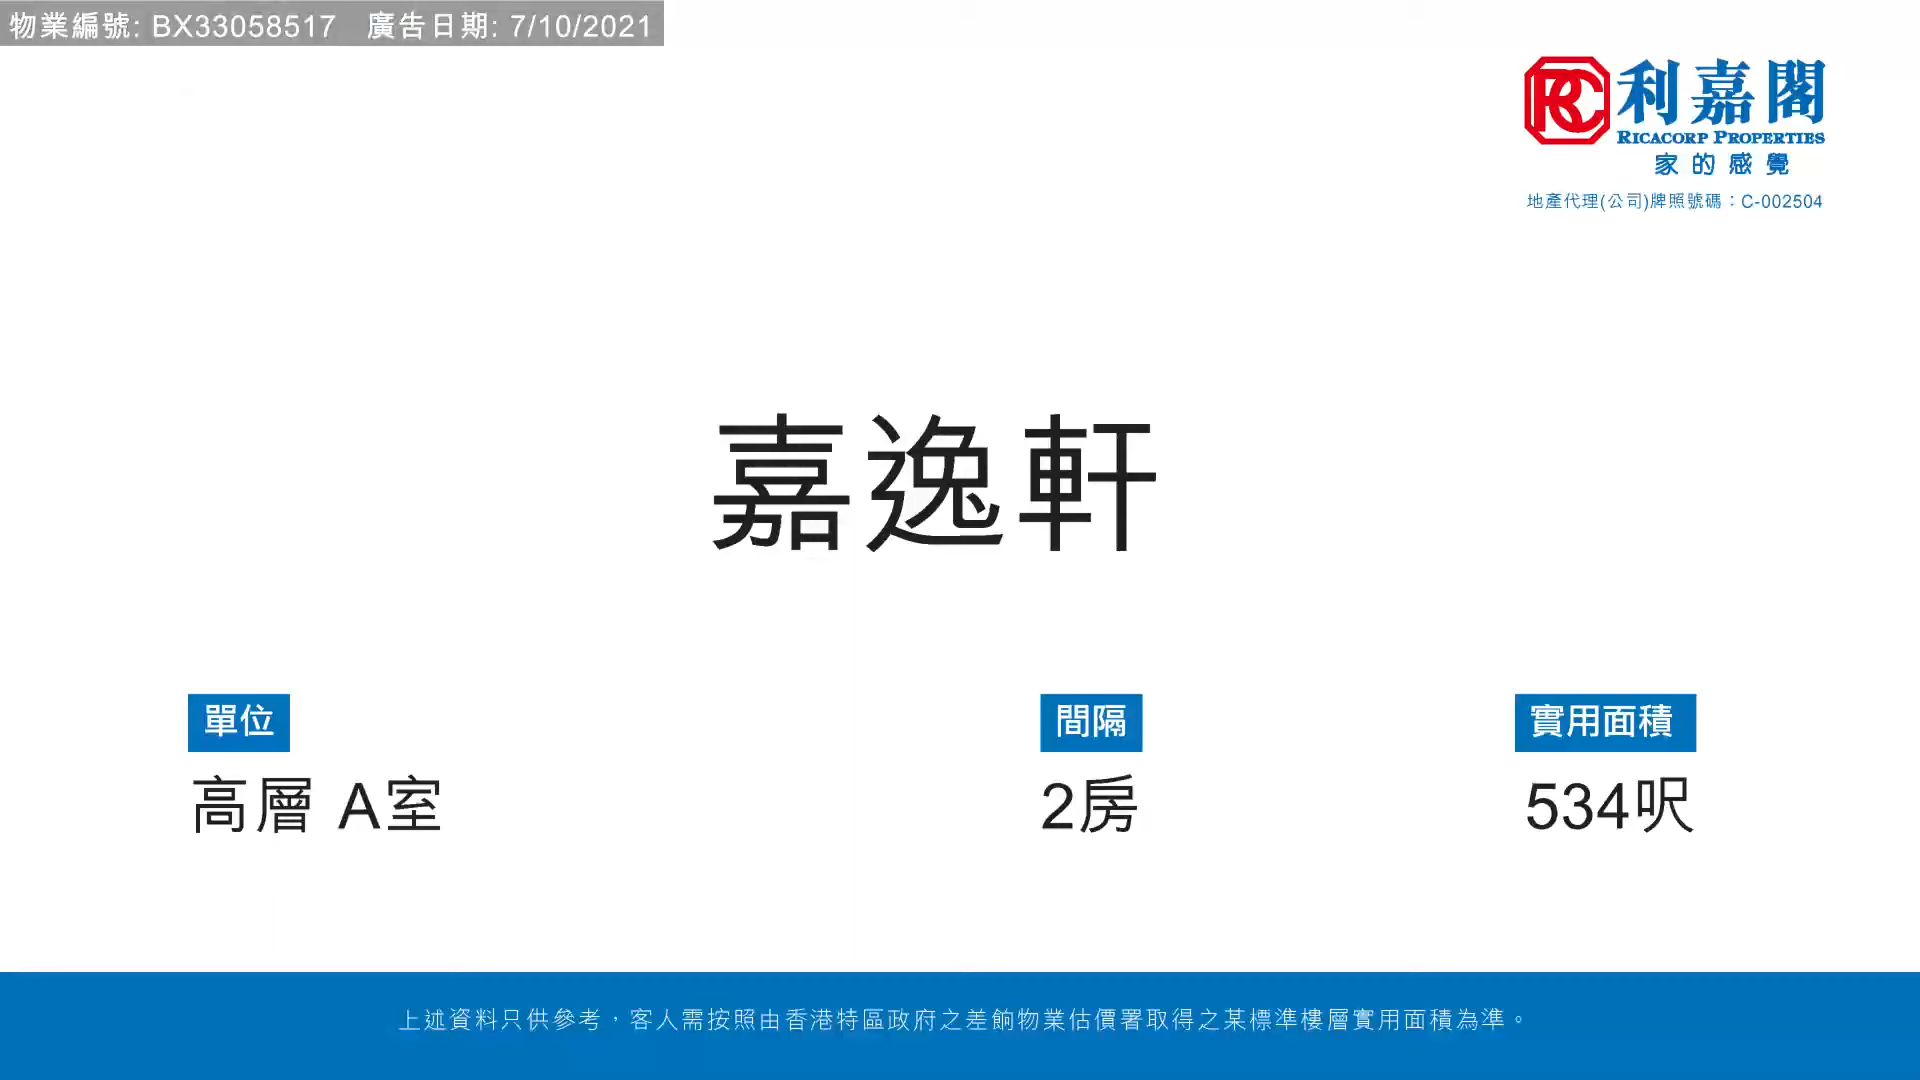 物業編號: BX33058517 廣告日期: 7/10/2021
RC 利嘉閣
RICACORP PROPERTIES
家的感覺
地產代理(公司)牌照號碼：C-002504
嘉逸軒
單位
高層 A室
間隔
2房
實用面積
534呎
上述資料只供參考，客人需按照由香港特區政府之差餉物業估價署取得之某標準樓層實用面積為準。